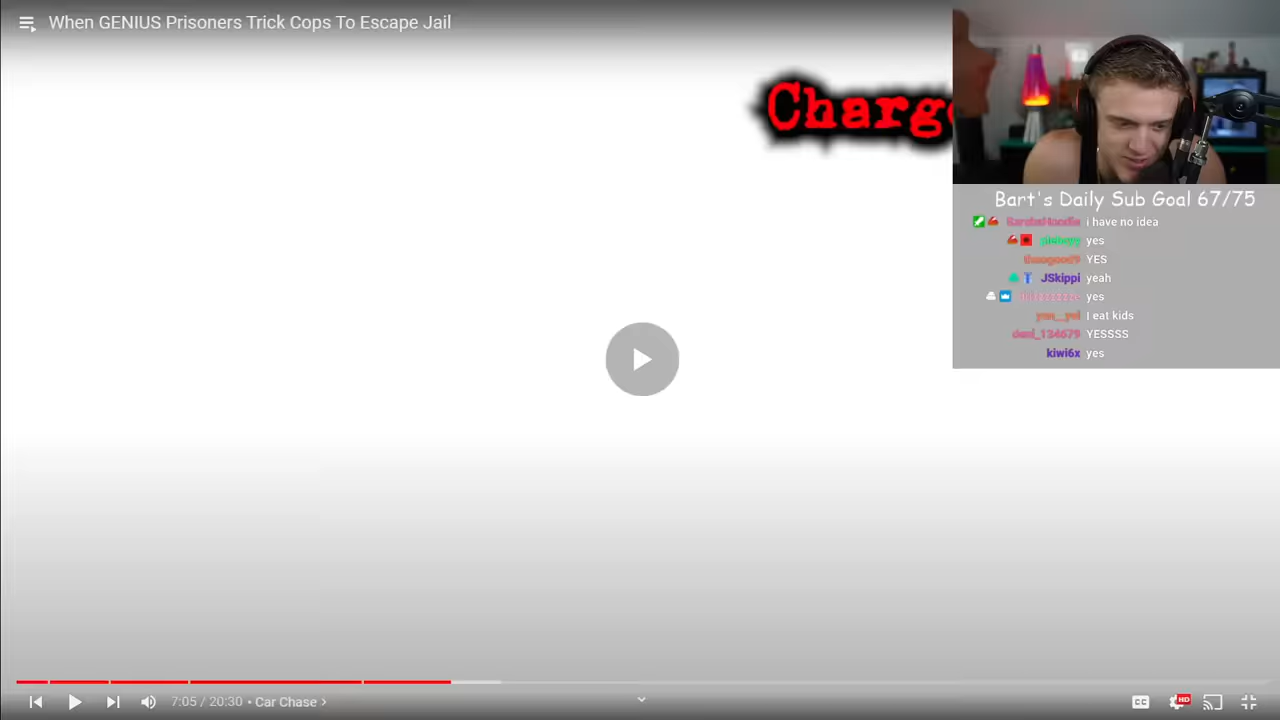 When GENIUS Prisoners Trick Cops To Escape Jail
Charg
Bart's Daily Sub Goal 67/75
i have no idea
yes
YES
JSkippi yeah
yes
I eat kids
deni_134679 YESSSS
kiwi6x yes
7:05 / 20:30 • Car Chase >
CC
HD